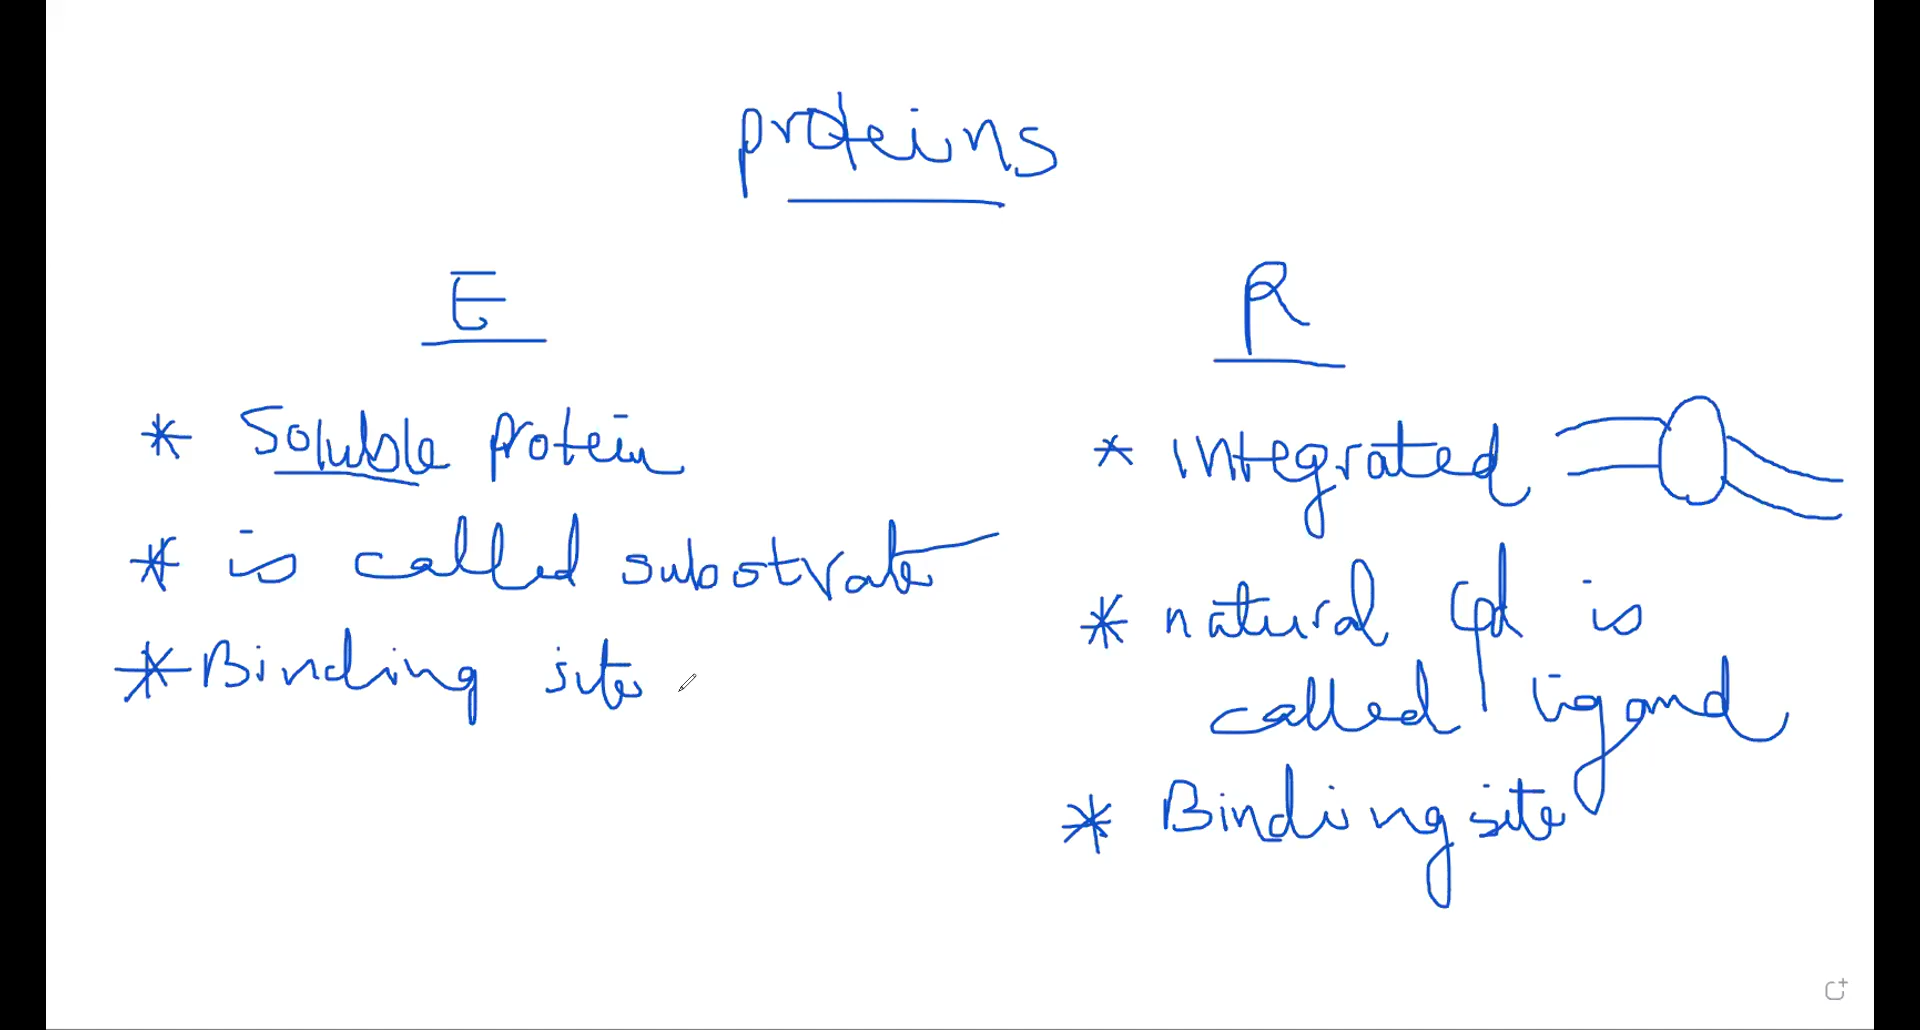 proteins
E
* Soluble protein
* is called substrate
* Binding site
R
* integrated
* natural cpd is
called ligand
* Binding site